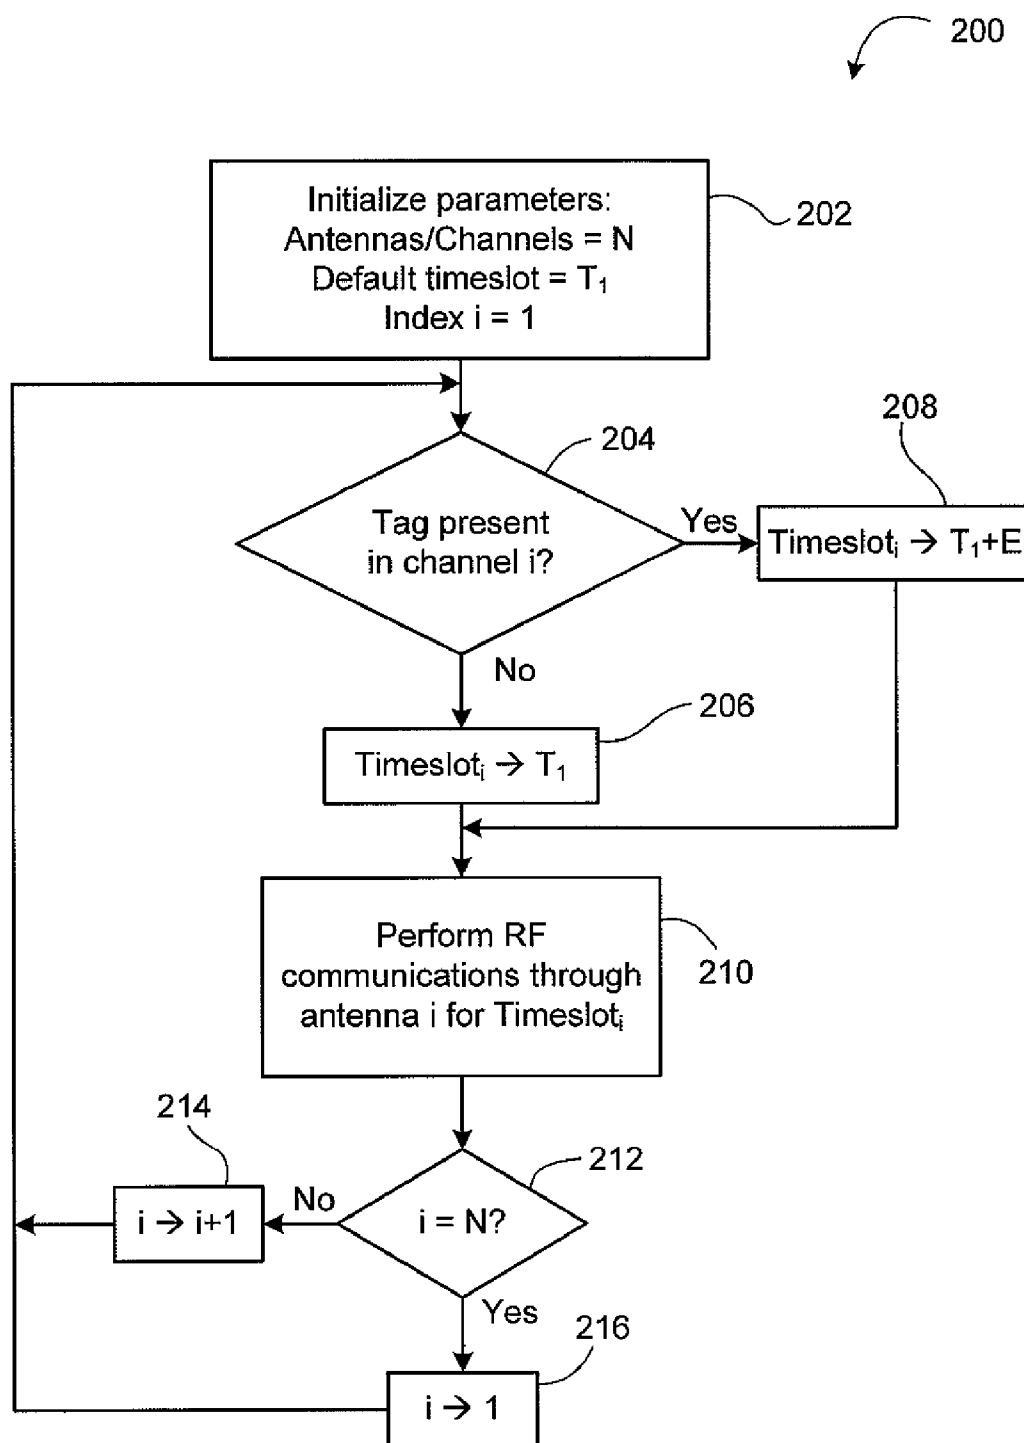 200
Initialize parameters:
Antennas/Channels = N
Default timeslot = T₁
Index i = 1
202
204
Tag present
in channel i?
Yes
208
Timeslotᵢ → T₁+E
No
206
Timeslotᵢ → T₁
Perform RF
communications through
antenna i for Timeslotᵢ
210
214
i → i+1
No
212
i = N?
Yes
216
i → 1